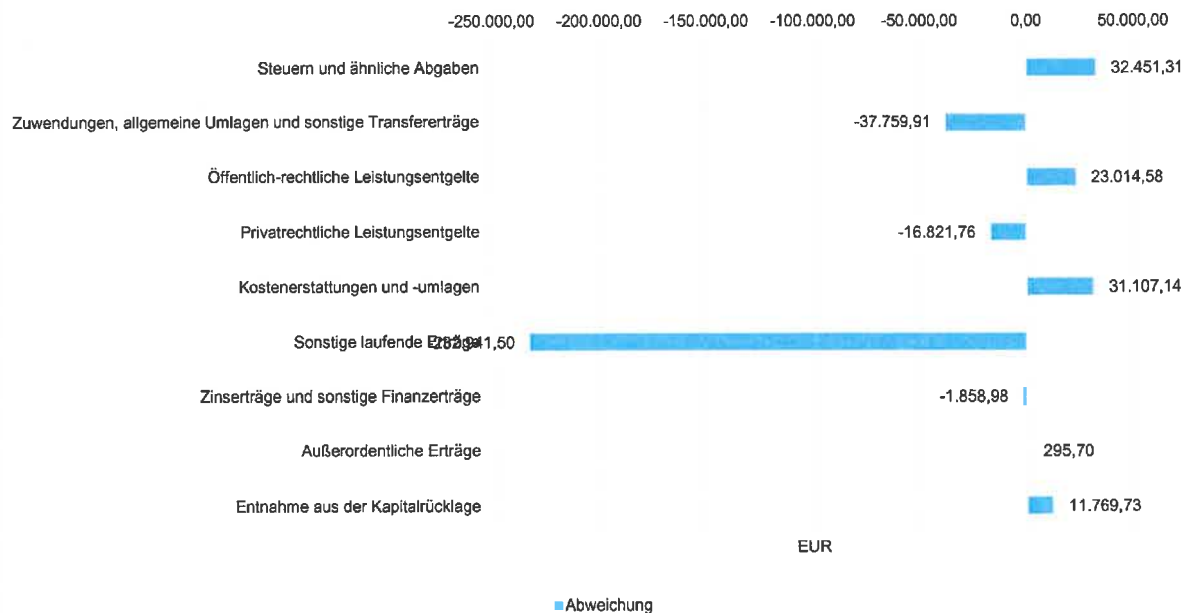 -250.000,00 -200.000,00 -150.000,00 -100.000,00 -50.000,00 0,00 50.000,00
Steuern und ähnliche Abgaben 32.451,31
Zuwendungen, allgemeine Umlagen und sonstige Transfererträge -37.759,91
Öffentlich-rechtliche Leistungsentgelte 23.014,58
Privatrechtliche Leistungsentgelte -16.821,76
Kostenerstattungen und -umlagen 31.107,14
Sonstige laufende Erträge
Zinserträge und sonstige Finanzerträge -1.858,98
Außerordentliche Erträge 295,70
Entnahme aus der Kapitalrücklage 11.769,73
EUR
Abweichung